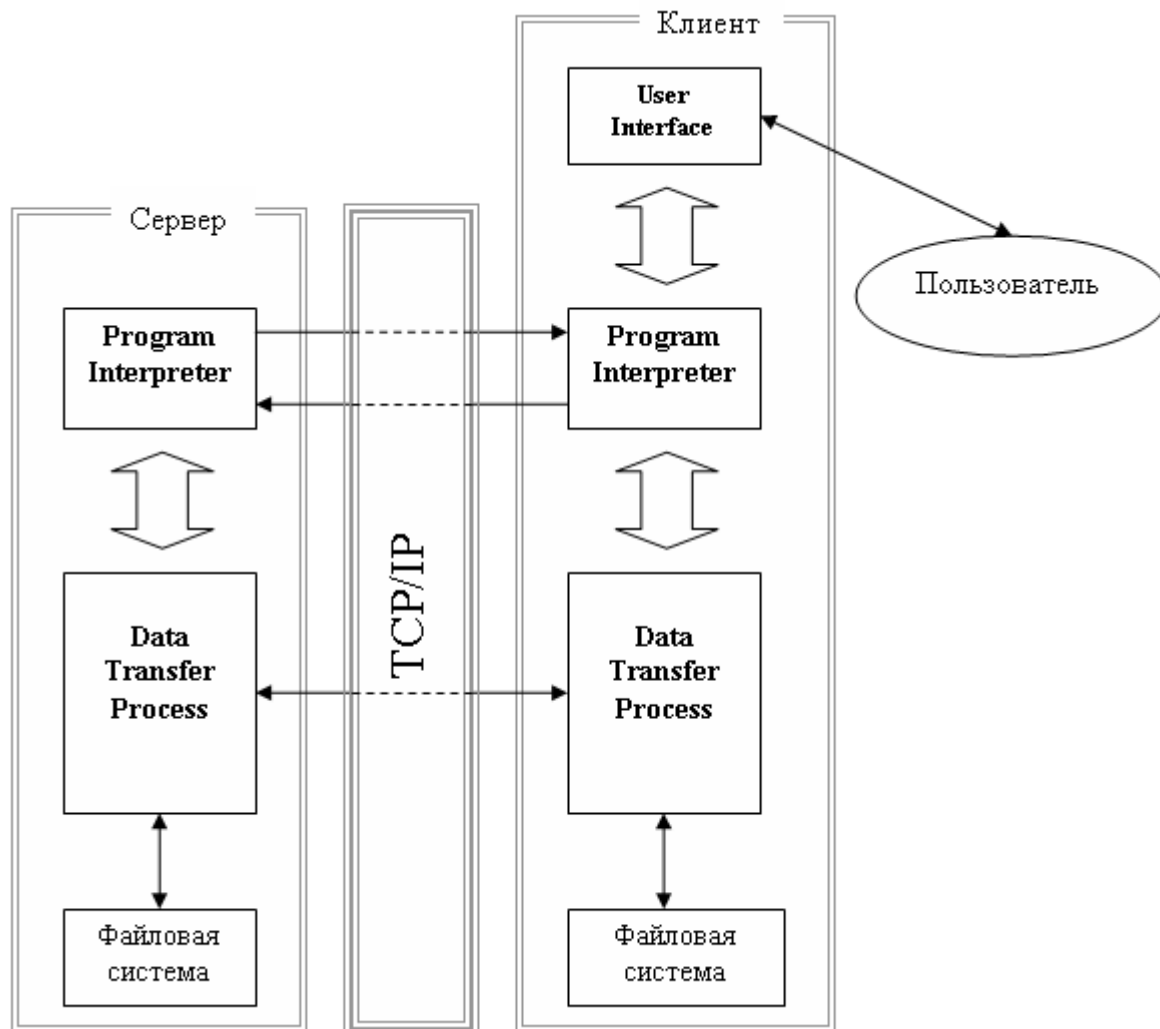 Клиент
User
Interface
Сервер
Пользователь
Program
Interpreter
Program
Interpreter
TCP/IP
Data
Transfer
Process
Data
Transfer
Process
Файловая
система
Файловая
система